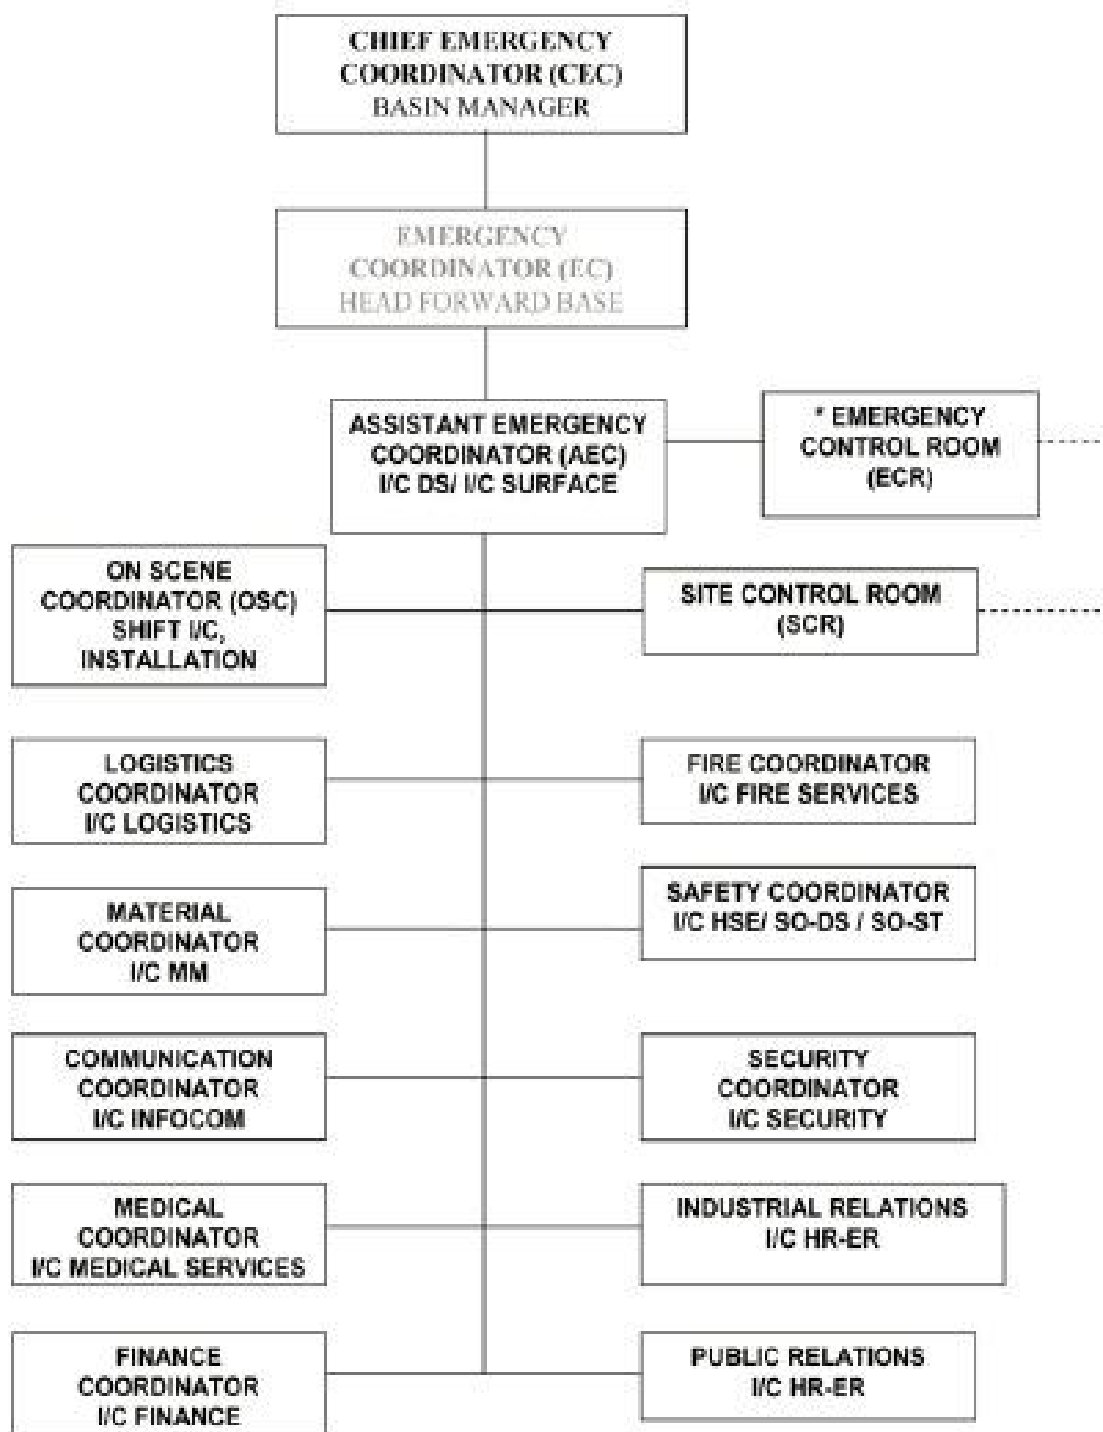 CHIEF EMERGENCY
COORDINATOR (CEC)
BASIN MANAGER
EMERGENCY
COORDINATOR (EC)
HEAD FORWARD BASE
ASSISTANT EMERGENCY
COORDINATOR (AEC)
I/C DS/ I/C SURFACE
* EMERGENCY
CONTROL ROOM
(ECR)
ON SCENE
COORDINATOR (OSC)
SHIFT I/C,
INSTALLATION
SITE CONTROL ROOM
(SCR)
LOGISTICS
COORDINATOR
I/C LOGISTICS
FIRE COORDINATOR
I/C FIRE SERVICES
MATERIAL
COORDINATOR
I/C MM
SAFETY COORDINATOR
I/C HSE/ SO-DS / SO-ST
COMMUNICATION
COORDINATOR
I/C INFOCOM
SECURITY
COORDINATOR
I/C SECURITY
MEDICAL
COORDINATOR
I/C MEDICAL SERVICES
INDUSTRIAL RELATIONS
I/C HR-ER
FINANCE
COORDINATOR
I/C FINANCE
PUBLIC RELATIONS
I/C HR-ER